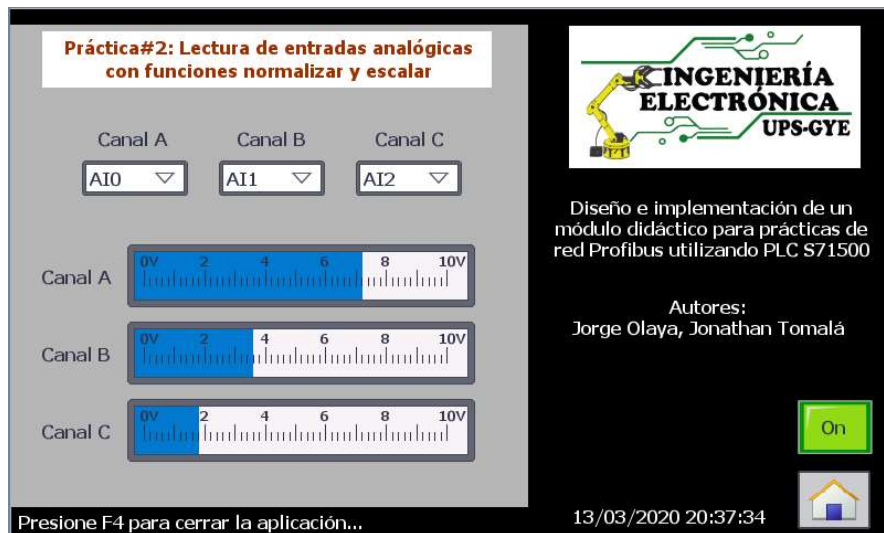 Práctica#2: Lectura de entradas analógicas
con funciones normalizar y escalar
Canal A Canal B Canal C
AI0 AI1 AI2
Canal A 0V 2 4 6 8 10V
Canal B 0V 2 4 6 8 10V
Canal C 0V 2 4 6 8 10V
Presione F4 para cerrar la aplicación...
INGENIERÍA
ELECTRÓNICA
UPS-GYE
Diseño e implementación de un
módulo didáctico para prácticas de
red Profibus utilizando PLC S71500
Autores:
Jorge Olaya, Jonathan Tomalá
On
13/03/2020 20:37:34